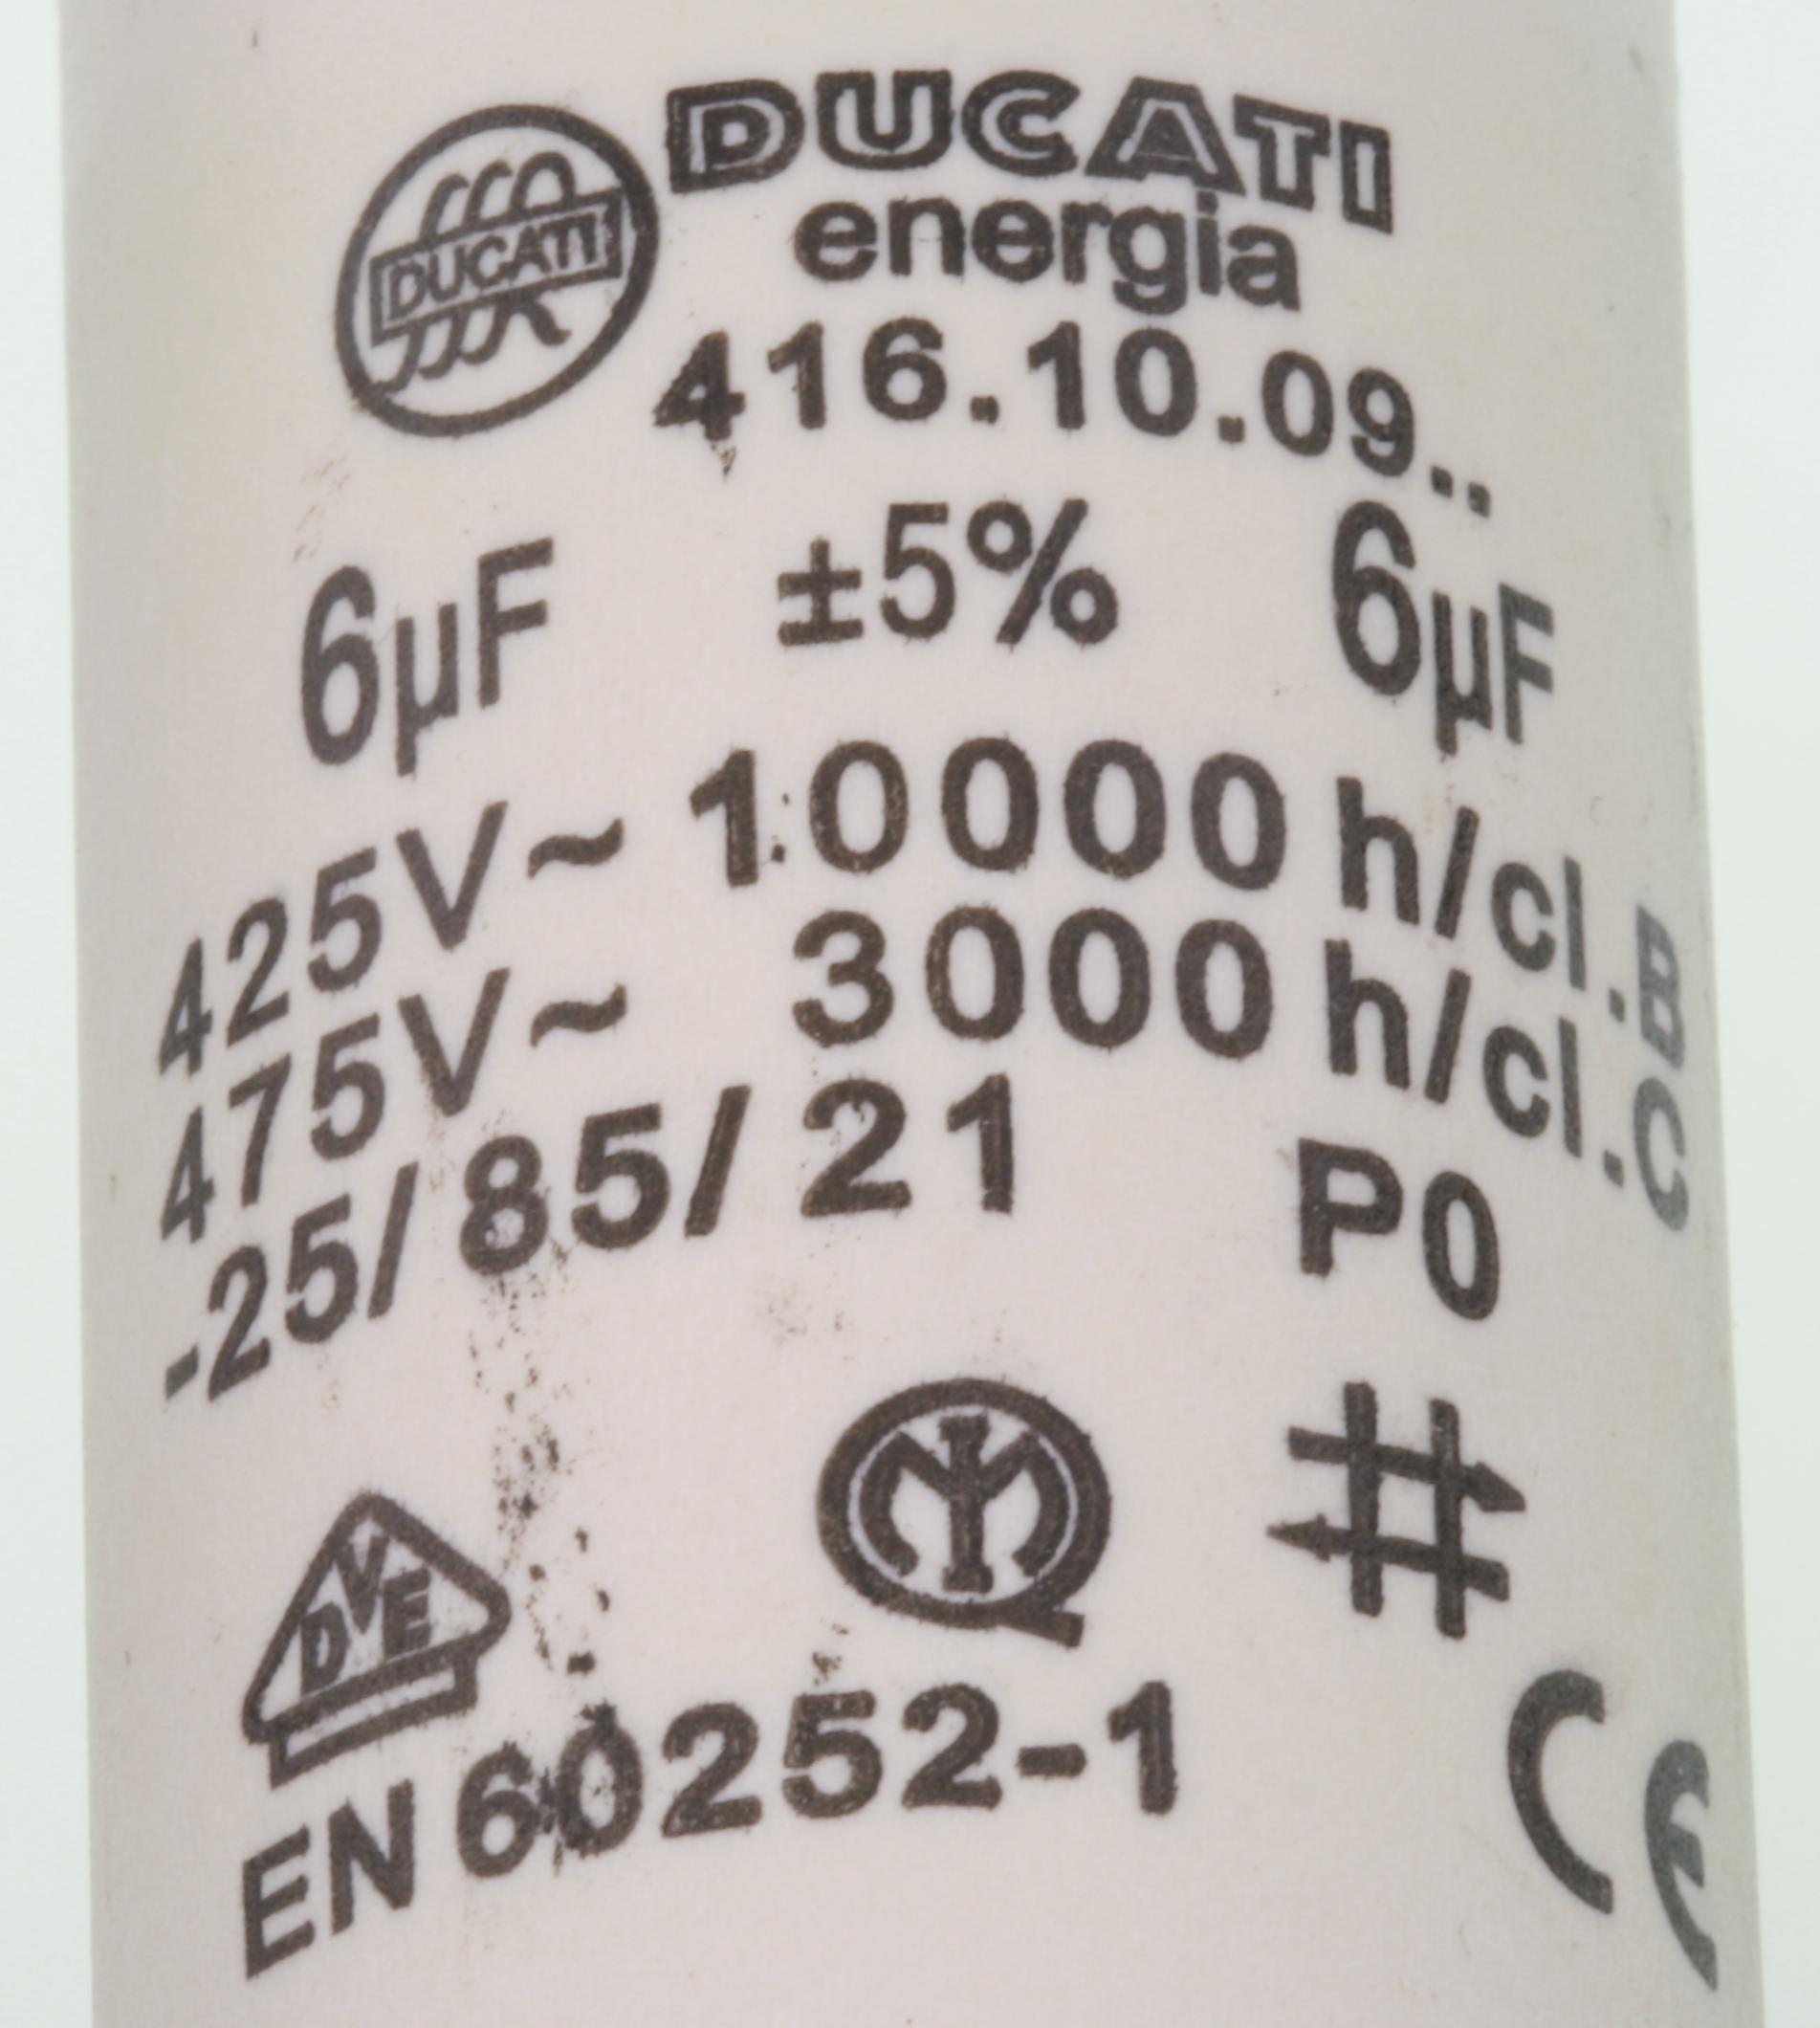 DUCATI
DUCATI
energia
416.10.09..
6µF ±5% 6µF
425V~ 10000 h/cl.B
475V~ 3000 h/cl.C
-25/85/21 P0
DVE
IMQ
EN 60252-1
CE